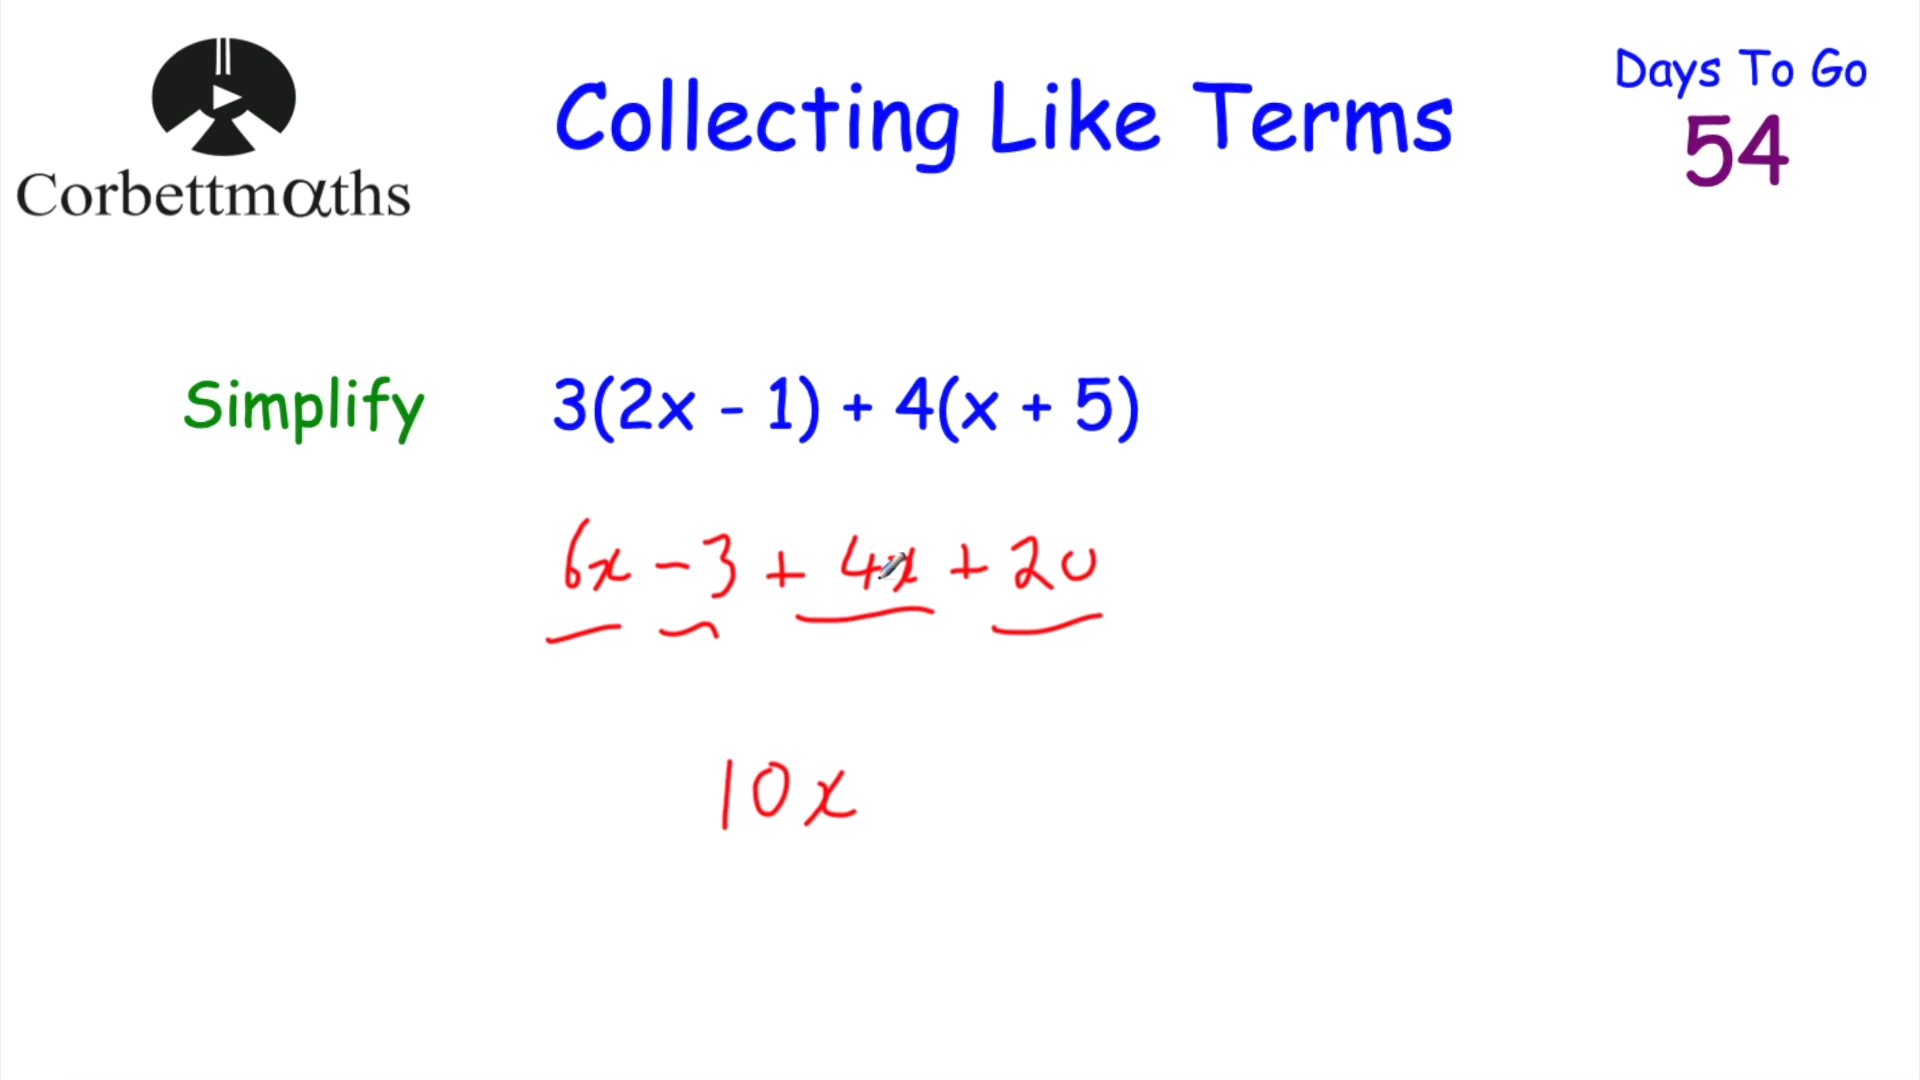 Corbettmαths
Collecting Like Terms
Days To Go
54
Simplify 3(2x - 1) + 4(x + 5)
6x - 3 + 4x + 20
10x